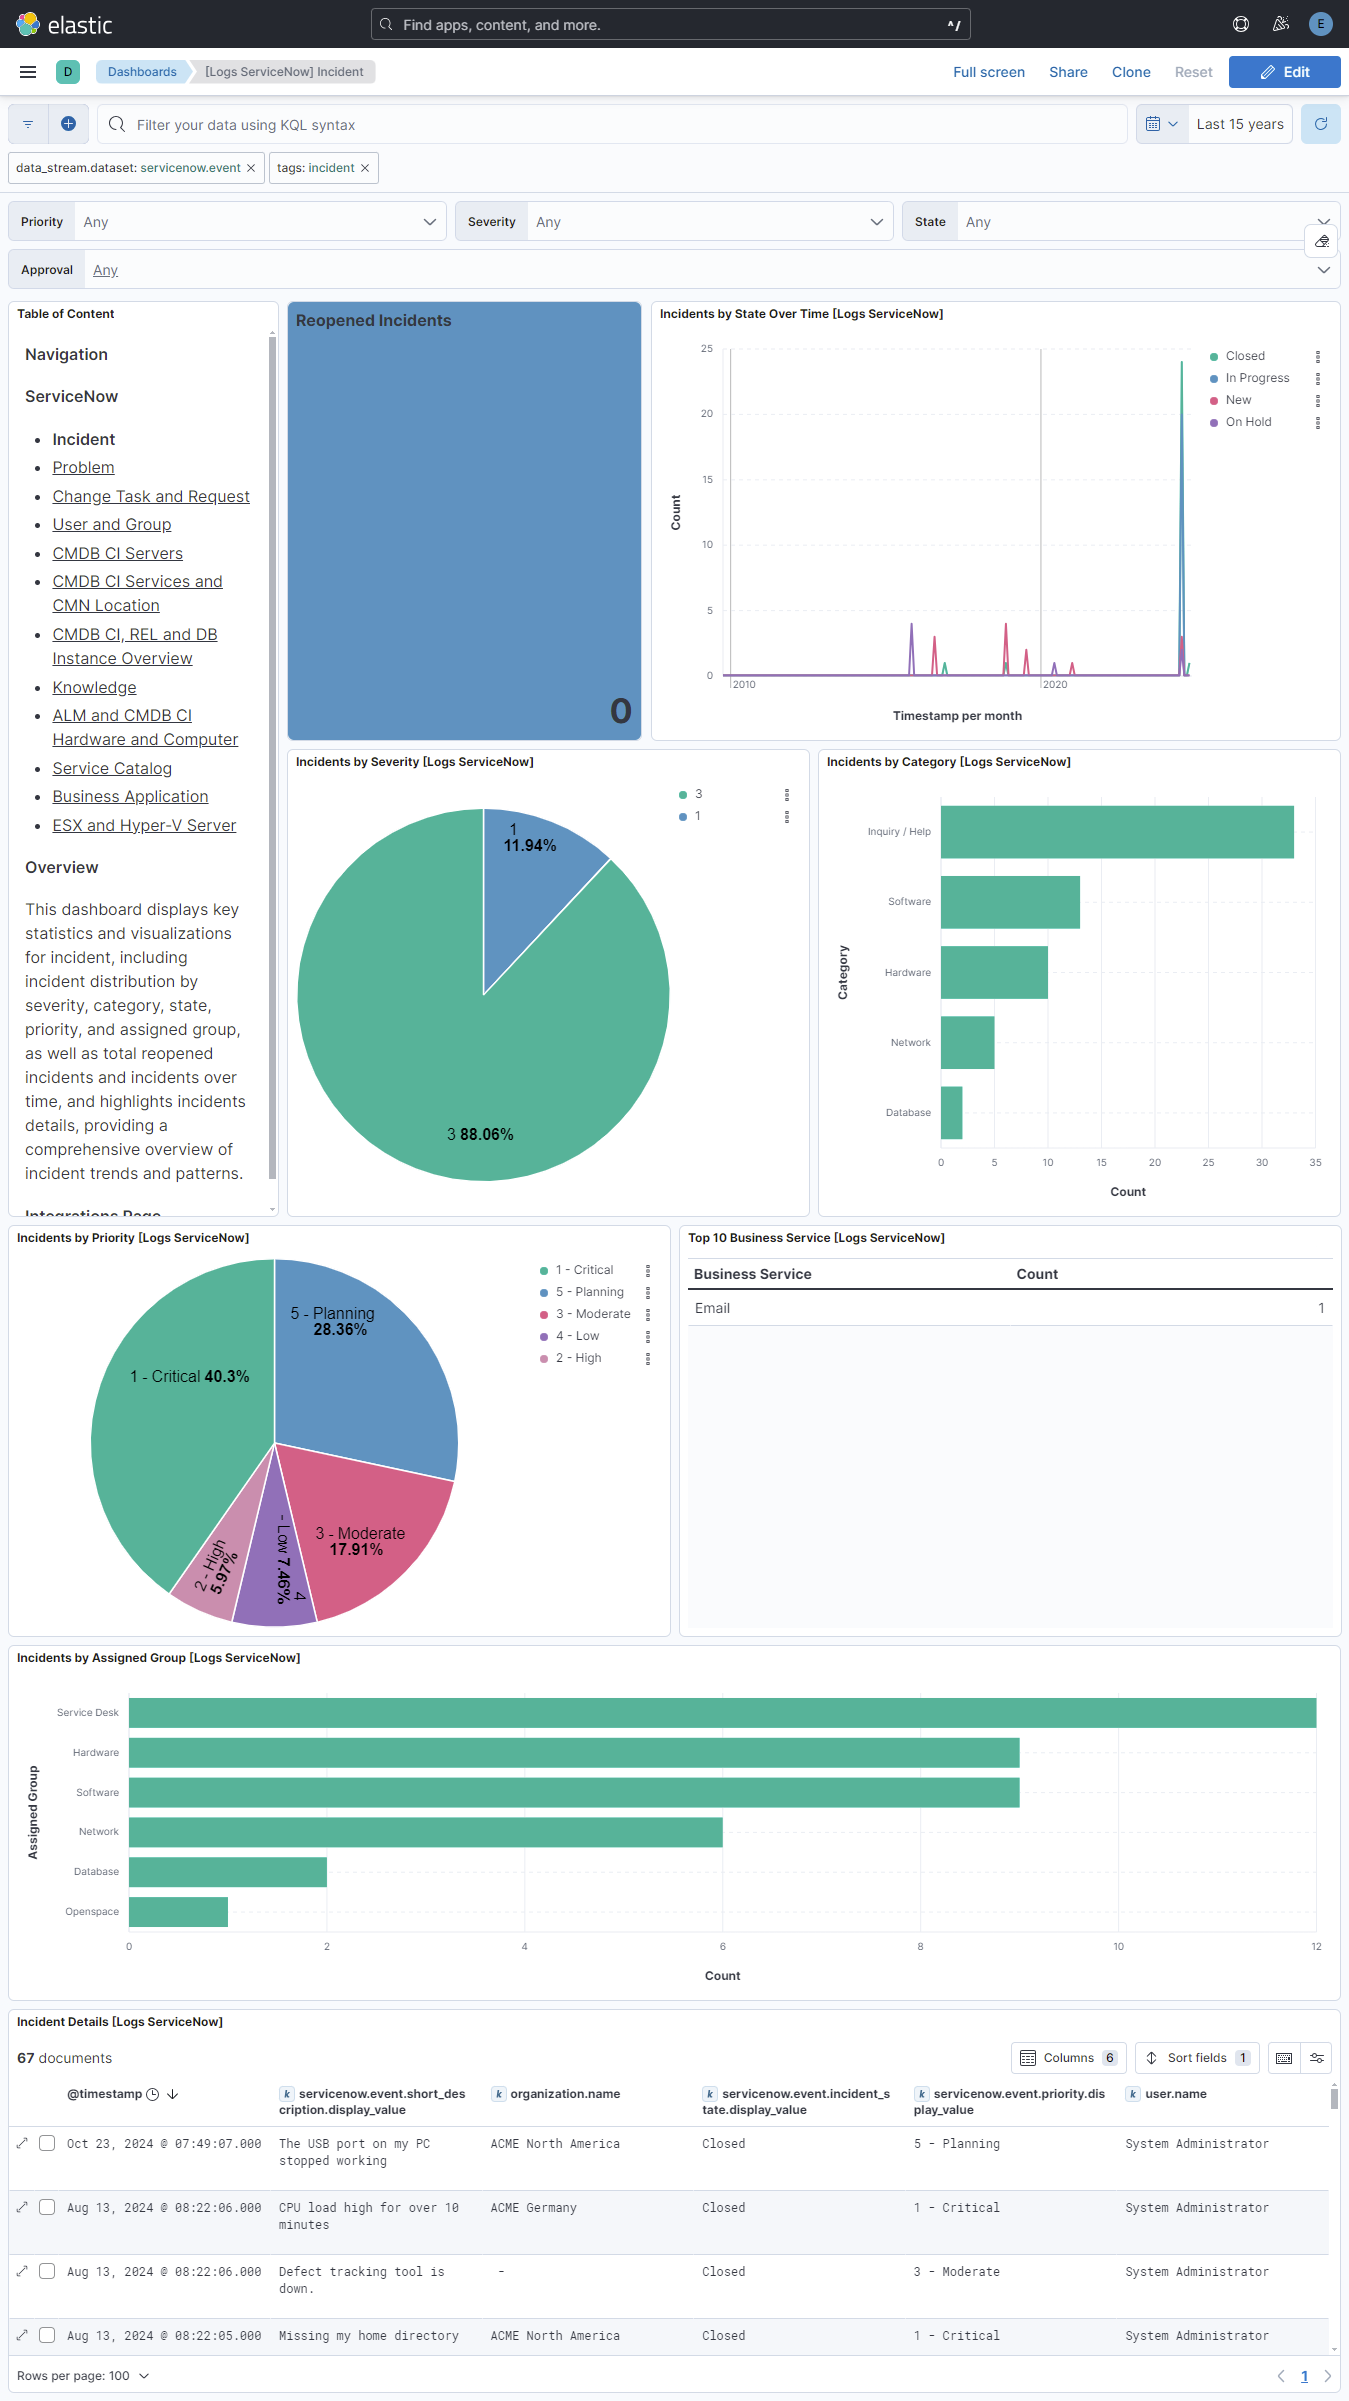 elastic
Find apps, content, and more.
^/
E
D
Dashboards
[Logs ServiceNow] Incident
Full screen
Share
Clone
Reset
Edit
Filter your data using KQL syntax
Last 15 years
data_stream.dataset: servicenow.event
tags: incident
Priority
Any
Severity
Any
State
Any
Approval
Any
Table of Content
Navigation
ServiceNow
Incident
Problem
Change Task and Request
User and Group
CMDB CI Servers
CMDB CI Services and
CMN Location
CMDB CI, REL and DB
Instance Overview
Knowledge
ALM and CMDB CI
Hardware and Computer
Service Catalog
Business Application
ESX and Hyper-V Server
Overview
This dashboard displays key
statistics and visualizations
for incident, including
incident distribution by
severity, category, state,
priority, and assigned group,
as well as total reopened
incidents and incidents over
time, and highlights incidents
details, providing a
comprehensive overview of
incident trends and patterns.
Integrations Page
Reopened Incidents
0
Incidents by State Over Time [Logs ServiceNow]
25
20
15
10
5
0
Count
2010
2020
Timestamp per month
Closed
In Progress
New
On Hold
Incidents by Severity [Logs ServiceNow]
1
11.94%
3 88.06%
3
1
Incidents by Category [Logs ServiceNow]
Category
Inquiry / Help
Software
Hardware
Network
Database
0
5
10
15
20
25
30
35
Count
Incidents by Priority [Logs ServiceNow]
5 - Planning
28.36%
1 - Critical 40.3%
3 - Moderate
17.91%
4
- Low 7.46%
2 - High
5.97%
1 - Critical
5 - Planning
3 - Moderate
4 - Low
2 - High
Top 10 Business Service [Logs ServiceNow]
Business Service
Count
Email
1
Incidents by Assigned Group [Logs ServiceNow]
Assigned Group
Service Desk
Hardware
Software
Network
Database
Openspace
0
2
4
6
8
10
12
Count
Incident Details [Logs ServiceNow]
67 documents
Columns 6
Sort fields 1
@timestamp
k servicenow.event.short_des
cription.display_value
k organization.name
k servicenow.event.incident_s
tate.display_value
k servicenow.event.priority.dis
play_value
k user.name
Oct 23, 2024 @ 07:49:07.000
The USB port on my PC
stopped working
ACME North America
Closed
5 - Planning
System Administrator
Aug 13, 2024 @ 08:22:06.000
CPU load high for over 10
minutes
ACME Germany
Closed
1 - Critical
System Administrator
Aug 13, 2024 @ 08:22:06.000
Defect tracking tool is
down.
-
Closed
3 - Moderate
System Administrator
Aug 13, 2024 @ 08:22:05.000
Missing my home directory
ACME North America
Closed
1 - Critical
System Administrator
Rows per page: 100
1